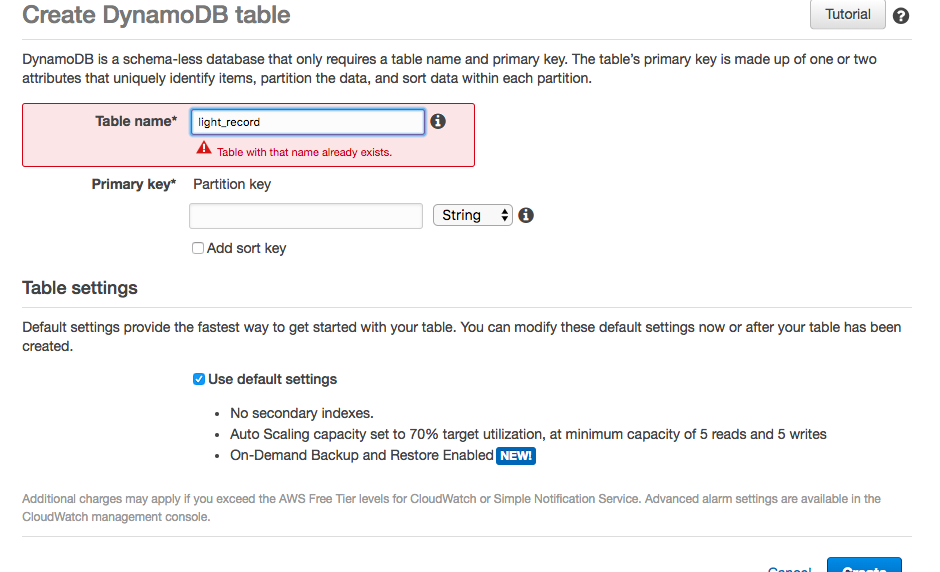 Create DynamoDB table
Tutorial
DynamoDB is a schema-less database that only requires a table name and primary key. The table's primary key is made up of one or two
attributes that uniquely identify items, partition the data, and sort data within each partition.
Table name* light_record
Table with that name already exists.
Primary key* Partition key
String
Add sort key
Table settings
Default settings provide the fastest way to get started with your table. You can modify these default settings now or after your table has been
created.
Use default settings
• No secondary indexes.
• Auto Scaling capacity set to 70% target utilization, at minimum capacity of 5 reads and 5 writes
• On-Demand Backup and Restore Enabled NEW!
Additional charges may apply if you exceed the AWS Free Tier levels for CloudWatch or Simple Notification Service. Advanced alarm settings are available in the
CloudWatch management console.
Cancel Create